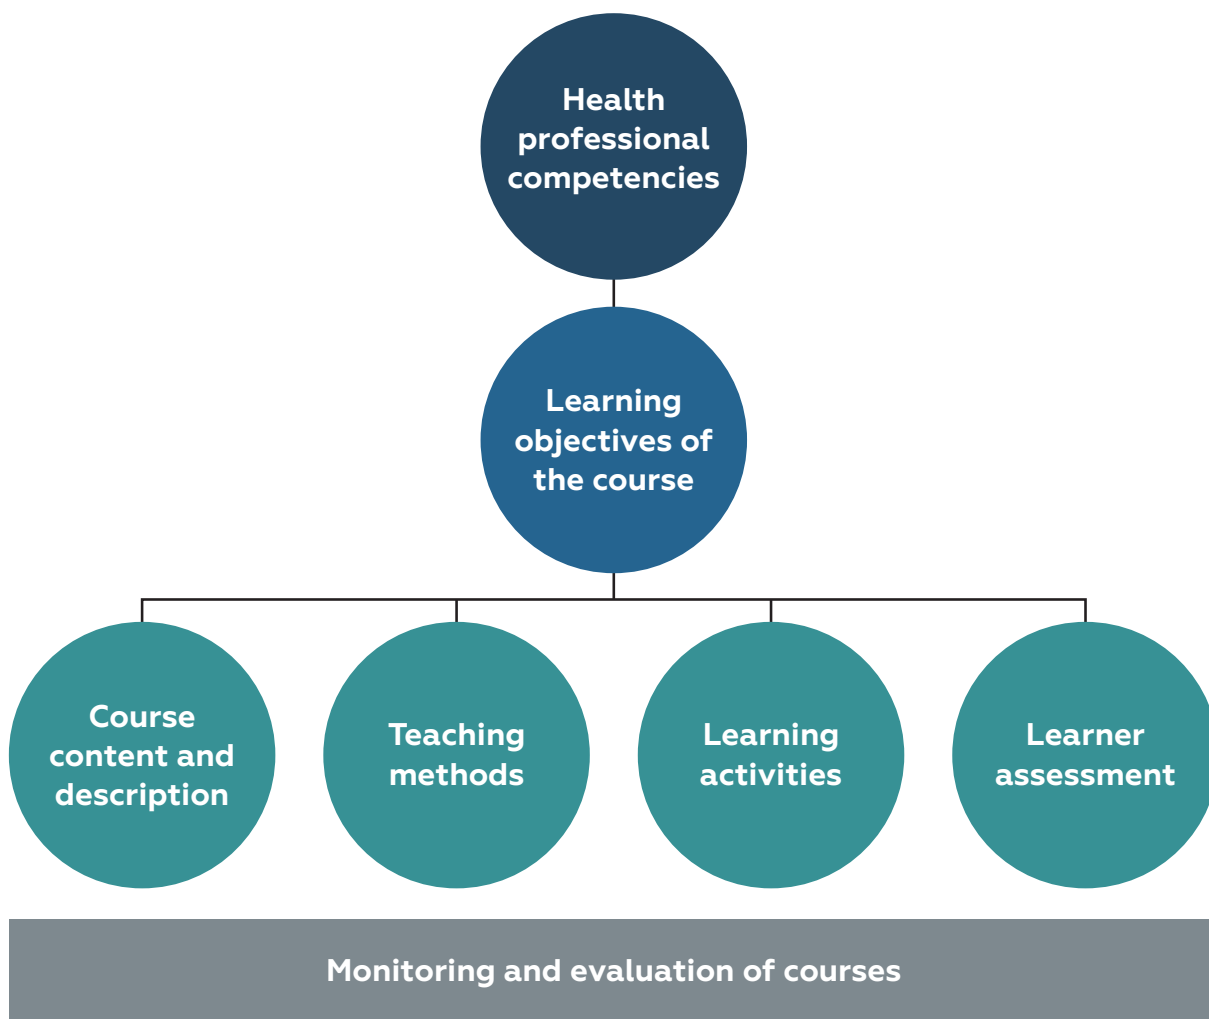 Health
professional
competencies
Learning
objectives of
the course
Course
content and
description
Teaching
methods
Learning
activities
Learner
assessment
Monitoring and evaluation of courses